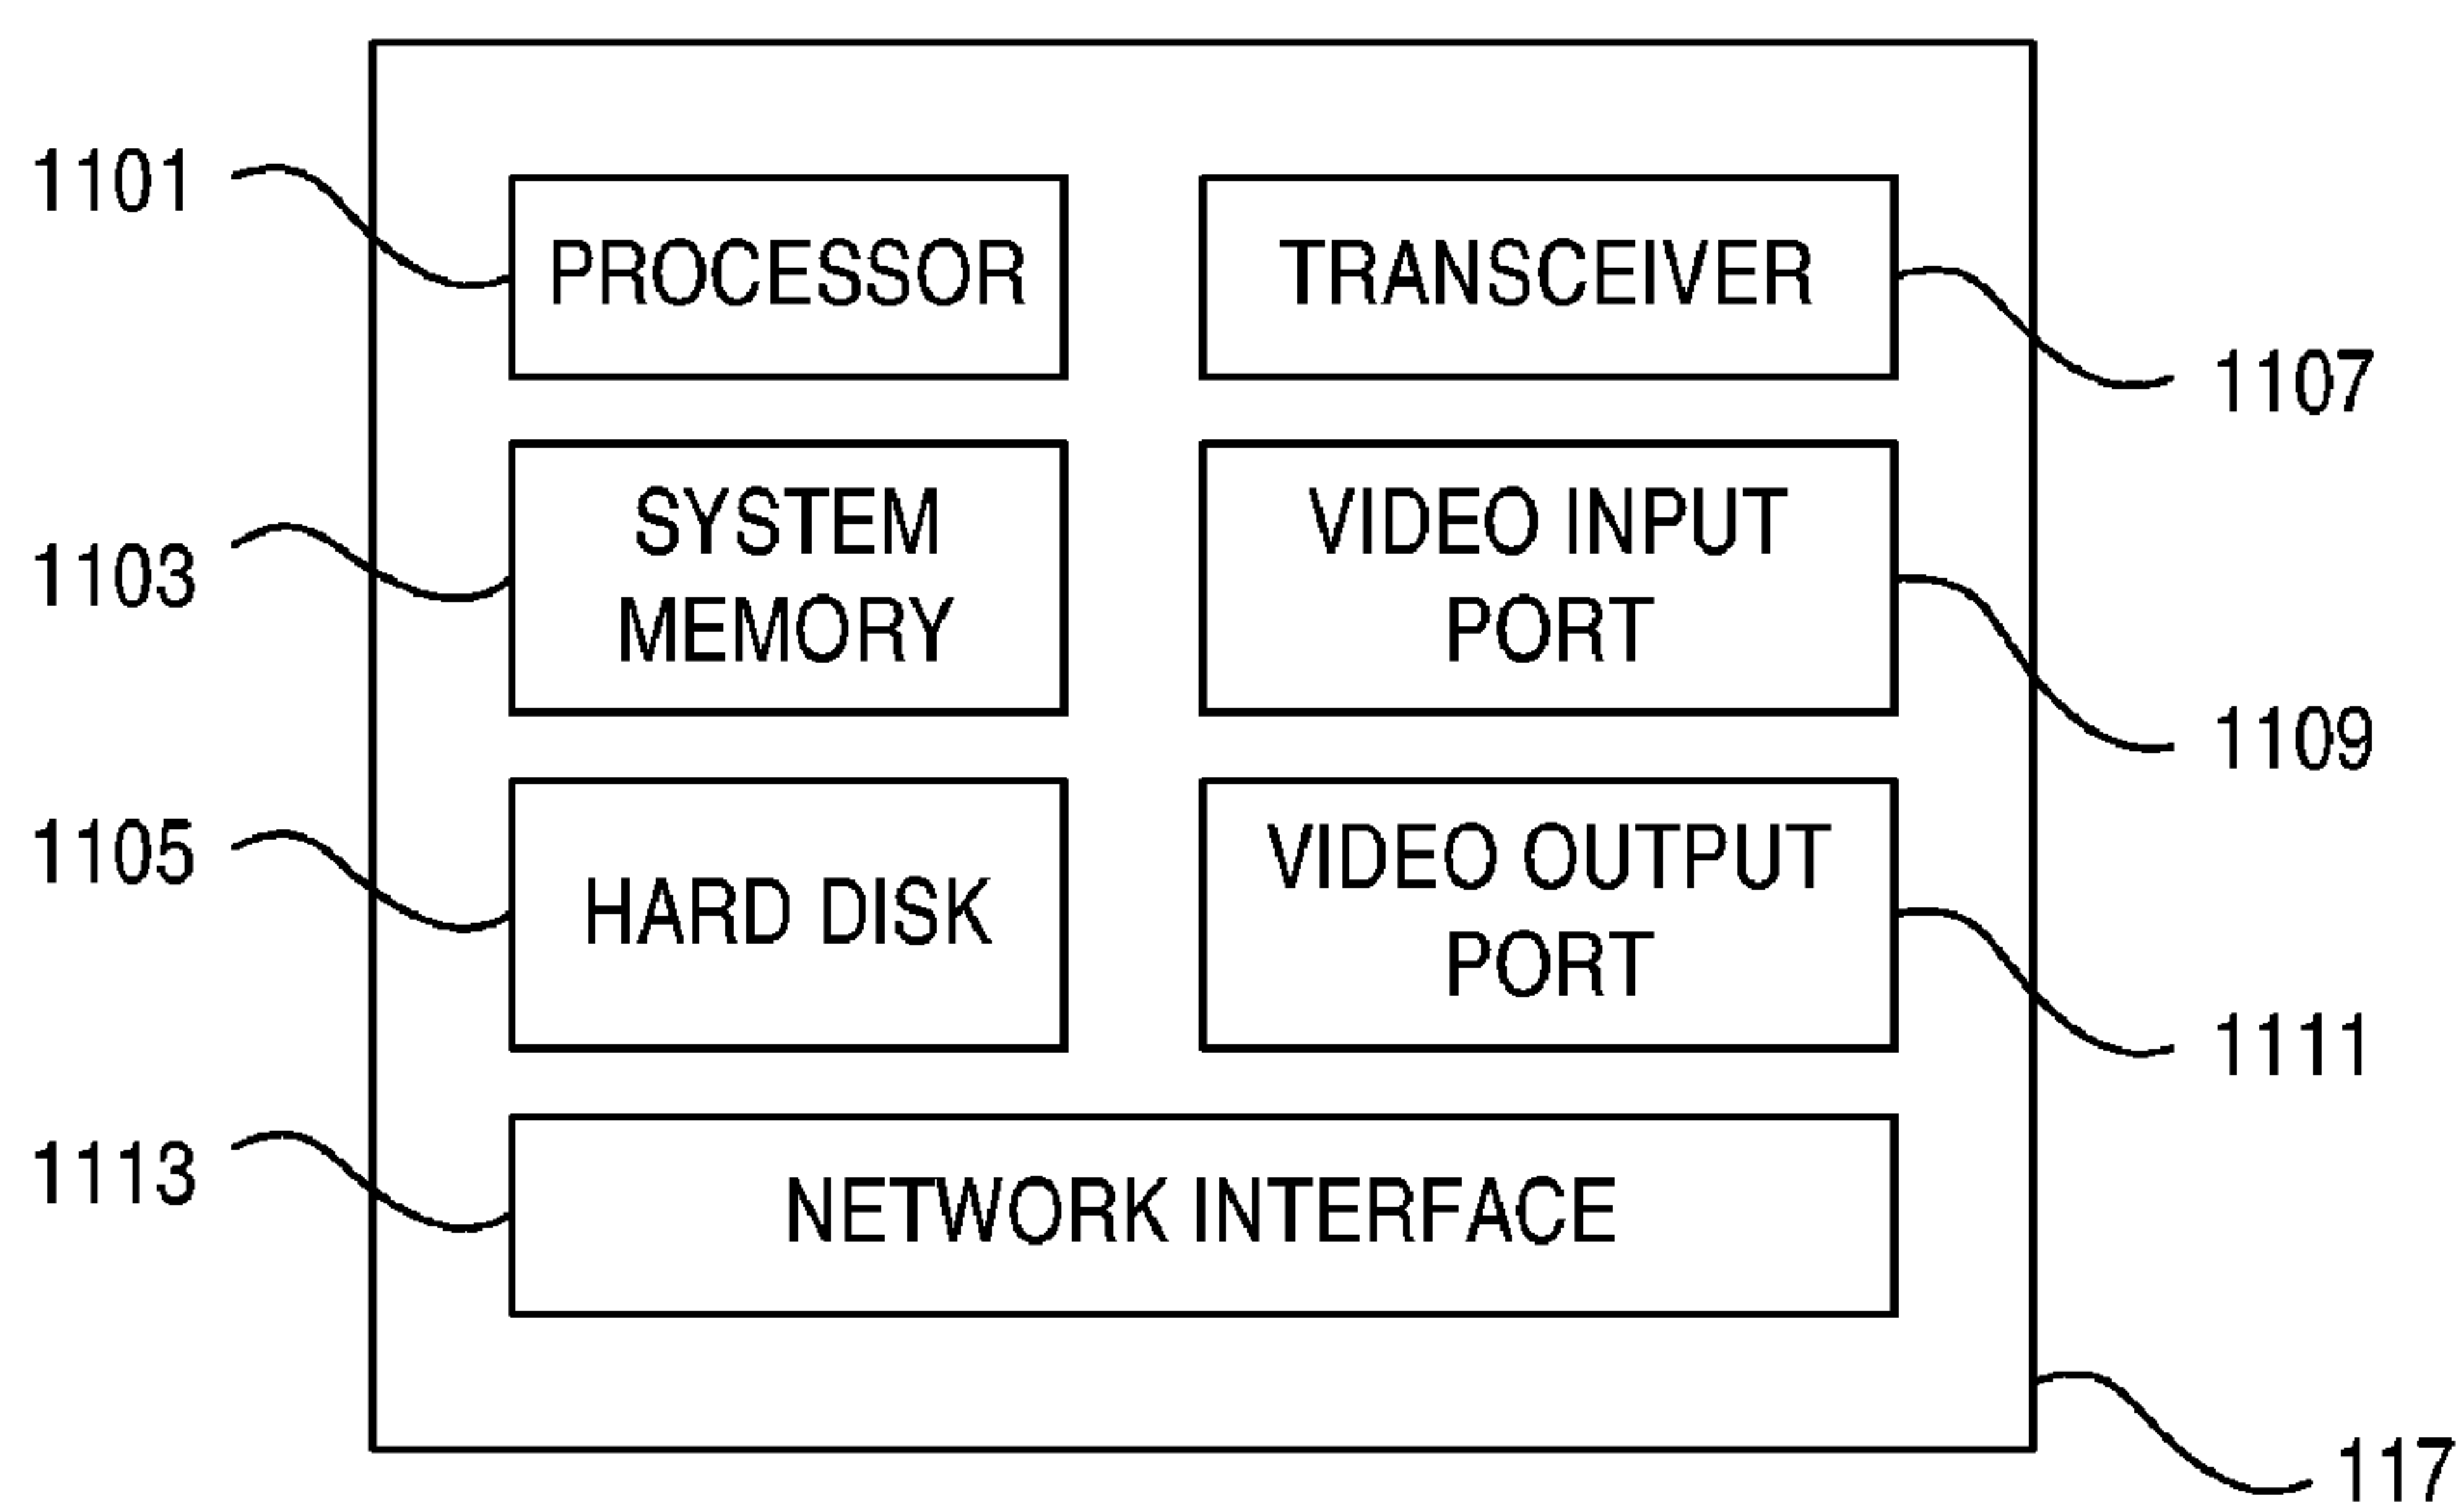 1101
PROCESSOR
TRANSCEIVER
1107
1103
SYSTEM
MEMORY
VIDEO INPUT
PORT
1109
1105
HARD DISK
VIDEO OUTPUT
PORT
1111
1113
NETWORK INTERFACE
117